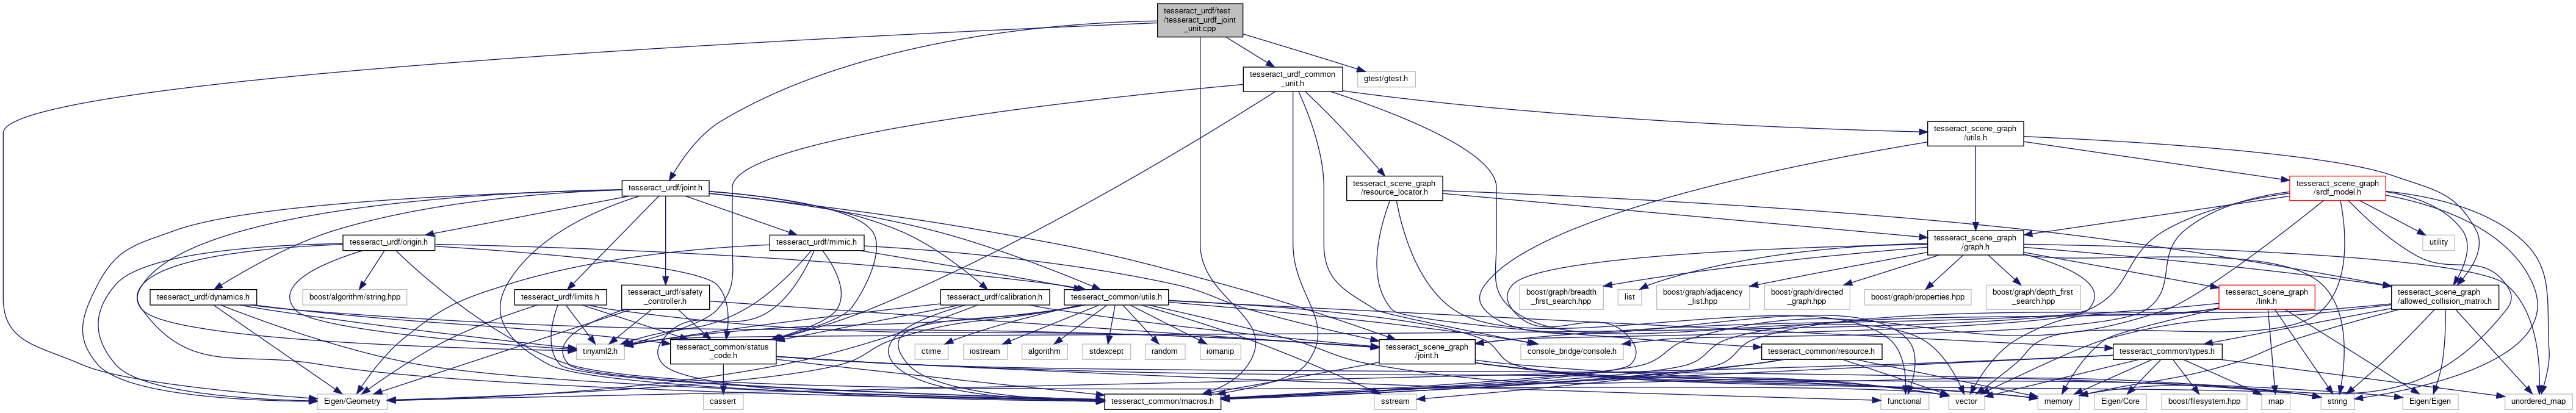 tesseract_urdf/test
/tesseract_urdf_joint
_unit.cpp
tesseract_urdf_common
_unit.h
gtest/gtest.h
tesseract_scene_graph
/utils.h
tesseract_urdf/joint.h
tesseract_scene_graph
/resource_locator.h
tesseract_scene_graph
/srdf_model.h
tesseract_urdf/origin.h
tesseract_urdf/mimic.h
tesseract_scene_graph
/graph.h
utility
tesseract_urdf/dynamics.h
boost/algorithm/string.hpp
tesseract_urdf/limits.h
tesseract_urdf/safety
_controller.h
tesseract_urdf/calibration.h
tesseract_common/utils.h
boost/graph/breadth
_first_search.hpp
list
boost/graph/adjacency
_list.hpp
boost/graph/directed
_graph.hpp
boost/graph/properties.hpp
boost/graph/depth_first
_search.hpp
tesseract_scene_graph
/link.h
tesseract_scene_graph
/allowed_collision_matrix.h
tinyxml2.h
tesseract_common/status
_code.h
ctime
iostream
algorithm
stdexcept
random
iomanip
tesseract_scene_graph
/joint.h
console_bridge/console.h
tesseract_common/resource.h
tesseract_common/types.h
Eigen/Geometry
cassert
tesseract_common/macros.h
sstream
functional
vector
memory
Eigen/Core
boost/filesystem.hpp
map
string
Eigen/Eigen
unordered_map